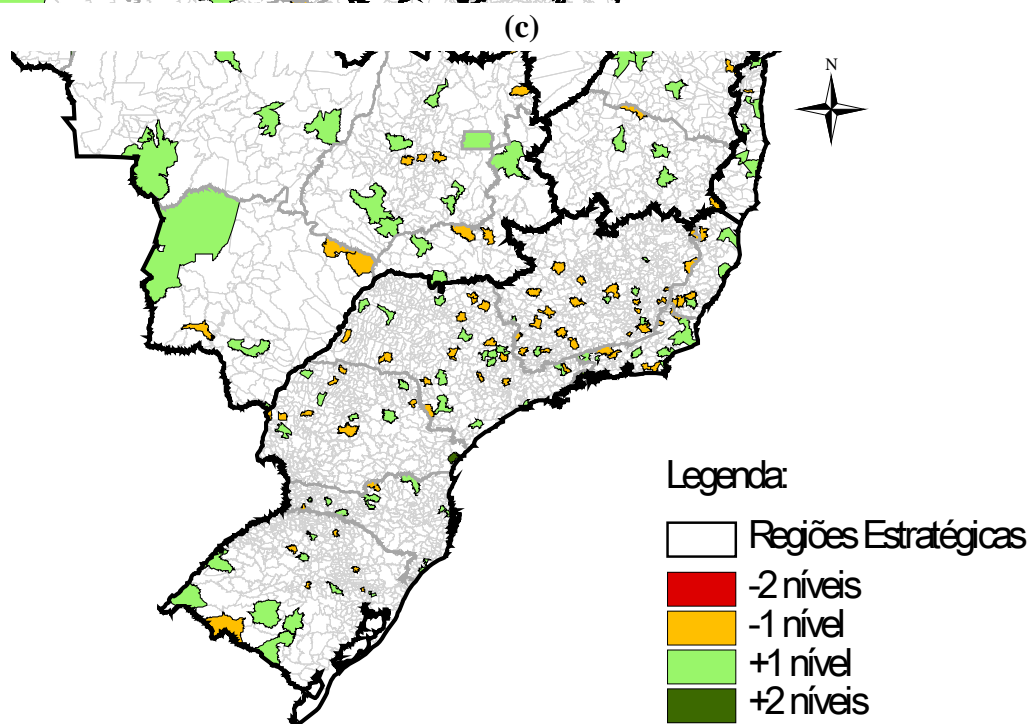 (c)
N
Legenda:
Regiões Estratégicas
-2 níveis
-1 nível
+1 nível
+2 níveis